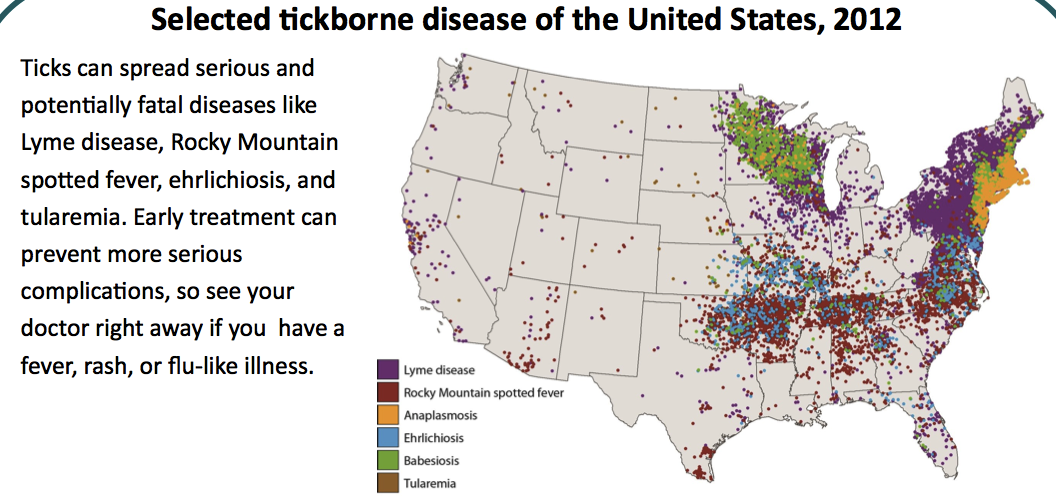 Selected tickborne disease of the United States, 2012
Ticks can spread serious and
potentially fatal diseases like
Lyme disease, Rocky Mountain
spotted fever, ehrlichiosis, and
tularemia. Early treatment can
prevent more serious
complications, so see your
doctor right away if you  have a
fever, rash, or flu-like illness.
Lyme disease
Rocky Mountain spotted fever
Anaplasmosis
Ehrlichiosis
Babesiosis
Tularemia